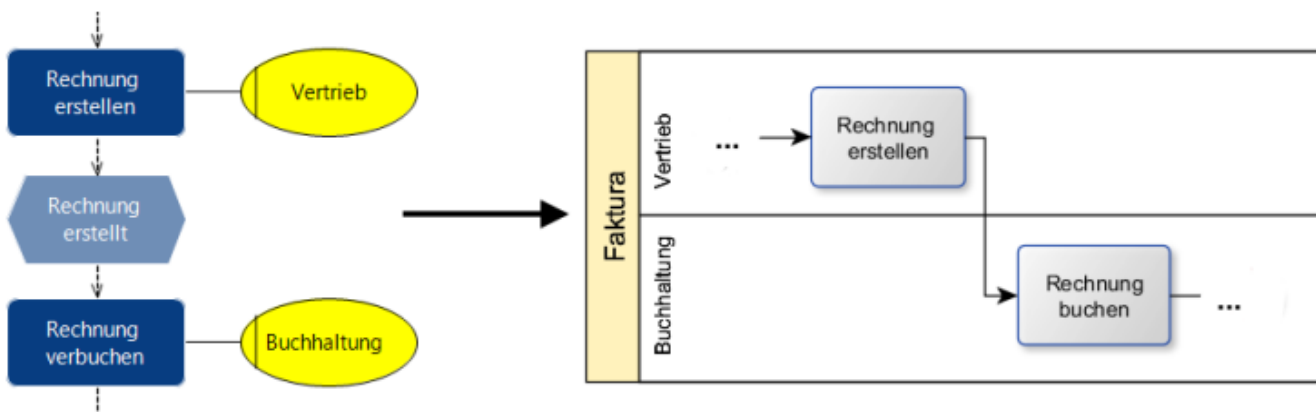 Rechnung
erstellen
Vertrieb
Rechnung
erstellt
Rechnung
verbuchen
Buchhaltung
Faktura
Vertrieb
...
Rechnung
erstellen
Buchhaltung
Rechnung
buchen
...